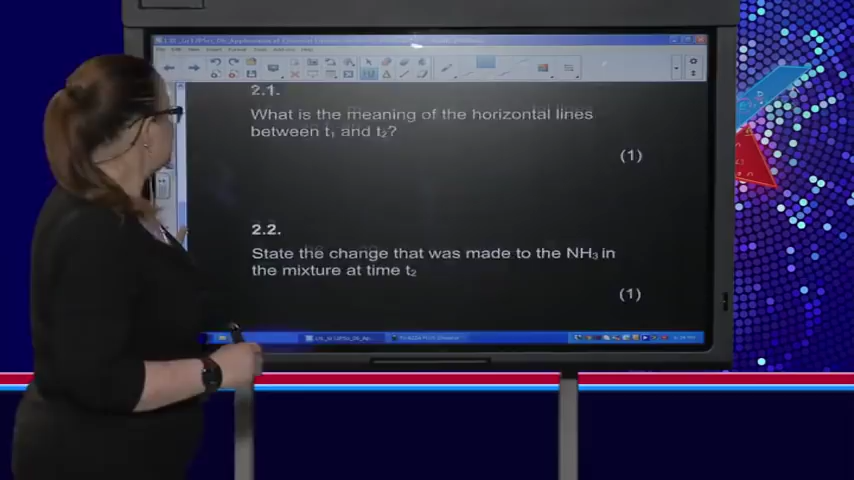 2.1.
What is the meaning of the horizontal lines
between t₁ and t₂?
(1)
2.2.
State the change that was made to the NH₃ in
the mixture at time t₂
(1)